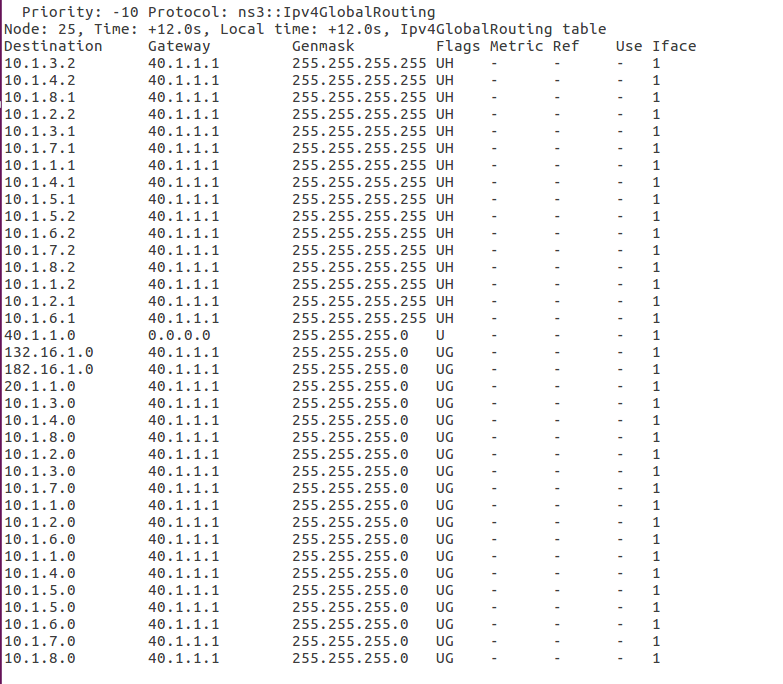 Priority: -10 Protocol: ns3::Ipv4GlobalRouting
Node: 25, Time: +12.0s, Local time: +12.0s, Ipv4GlobalRouting table
Destination Gateway Genmask Flags Metric Ref Use Iface
10.1.3.2 40.1.1.1 255.255.255.255 UH - - - 1
10.1.4.2 40.1.1.1 255.255.255.255 UH - - - 1
10.1.8.1 40.1.1.1 255.255.255.255 UH - - - 1
10.1.2.2 40.1.1.1 255.255.255.255 UH - - - 1
10.1.3.1 40.1.1.1 255.255.255.255 UH - - - 1
10.1.7.1 40.1.1.1 255.255.255.255 UH - - - 1
10.1.1.1 40.1.1.1 255.255.255.255 UH - - - 1
10.1.4.1 40.1.1.1 255.255.255.255 UH - - - 1
10.1.5.1 40.1.1.1 255.255.255.255 UH - - - 1
10.1.5.2 40.1.1.1 255.255.255.255 UH - - - 1
10.1.6.2 40.1.1.1 255.255.255.255 UH - - - 1
10.1.7.2 40.1.1.1 255.255.255.255 UH - - - 1
10.1.8.2 40.1.1.1 255.255.255.255 UH - - - 1
10.1.1.2 40.1.1.1 255.255.255.255 UH - - - 1
10.1.2.1 40.1.1.1 255.255.255.255 UH - - - 1
10.1.6.1 40.1.1.1 255.255.255.255 UH - - - 1
40.1.1.0 0.0.0.0 255.255.255.0 U - - - 1
132.16.1.0 40.1.1.1 255.255.255.0 UG - - - 1
182.16.1.0 40.1.1.1 255.255.255.0 UG - - - 1
20.1.1.0 40.1.1.1 255.255.255.0 UG - - - 1
10.1.3.0 40.1.1.1 255.255.255.0 UG - - - 1
10.1.4.0 40.1.1.1 255.255.255.0 UG - - - 1
10.1.8.0 40.1.1.1 255.255.255.0 UG - - - 1
10.1.2.0 40.1.1.1 255.255.255.0 UG - - - 1
10.1.3.0 40.1.1.1 255.255.255.0 UG - - - 1
10.1.7.0 40.1.1.1 255.255.255.0 UG - - - 1
10.1.1.0 40.1.1.1 255.255.255.0 UG - - - 1
10.1.2.0 40.1.1.1 255.255.255.0 UG - - - 1
10.1.6.0 40.1.1.1 255.255.255.0 UG - - - 1
10.1.1.0 40.1.1.1 255.255.255.0 UG - - - 1
10.1.4.0 40.1.1.1 255.255.255.0 UG - - - 1
10.1.5.0 40.1.1.1 255.255.255.0 UG - - - 1
10.1.5.0 40.1.1.1 255.255.255.0 UG - - - 1
10.1.6.0 40.1.1.1 255.255.255.0 UG - - - 1
10.1.7.0 40.1.1.1 255.255.255.0 UG - - - 1
10.1.8.0 40.1.1.1 255.255.255.0 UG - - - 1